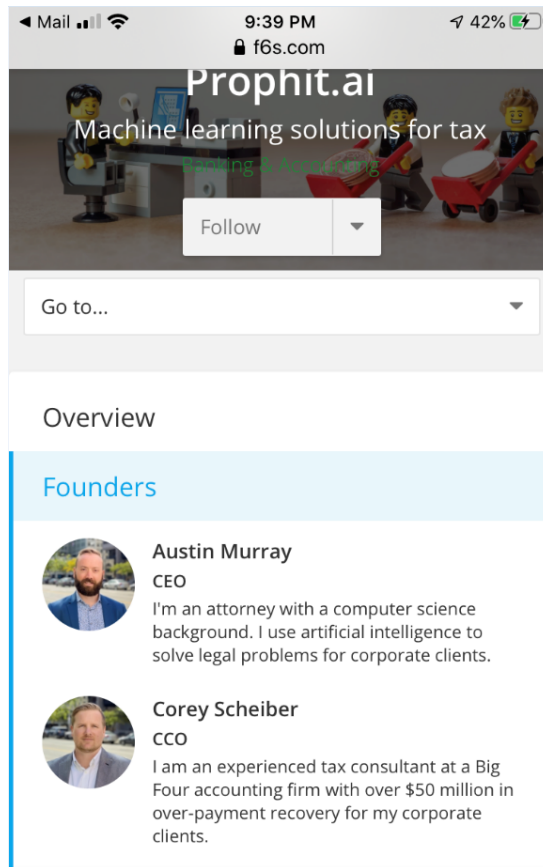 Mail
9:39 PM
42%
f6s.com
Prophit.ai
Machine learning solutions for tax
Banking & Accounting
Follow
Go to...
Overview
Founders
Austin Murray
CEO
I'm an attorney with a computer science
background. I use artificial intelligence to
solve legal problems for corporate clients.
Corey Scheiber
CCO
I am an experienced tax consultant at a Big
Four accounting firm with over $50 million in
over-payment recovery for my corporate
clients.